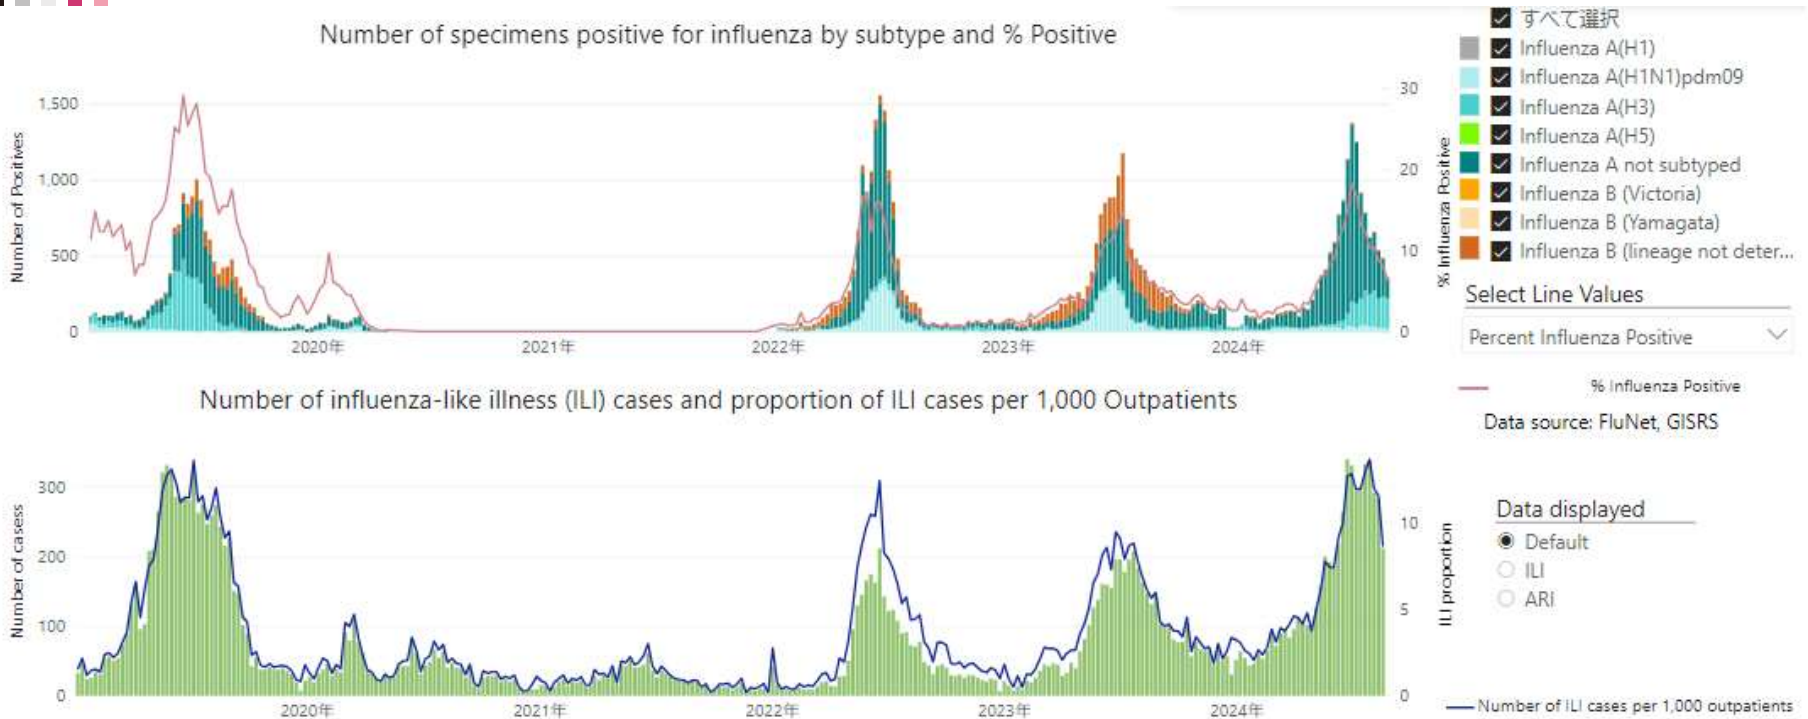 Number of specimens positive for influenza by subtype and % Positive
Number of Positives
1,500
1,000
500
0
30
20
10
0
% Influenza Positive
2020年
2021年
2022年
2023年
2024年
すべて選択
Influenza A(H1)
Influenza A(H1N1)pdm09
Influenza A(H3)
Influenza A(H5)
Influenza A not subtyped
Influenza B (Victoria)
Influenza B (Yamagata)
Influenza B (lineage not deter...
Select Line Values
Percent Influenza Positive
% Influenza Positive
Data source: FluNet, GISRS
Number of influenza-like illness (ILI) cases and proportion of ILI cases per 1,000 Outpatients
Number of casess
300
200
100
0
10
5
0
ILI proportion
2020年
2021年
2022年
2023年
2024年
Data displayed
Default
ILI
ARI
Number of ILI cases per 1,000 outpatients